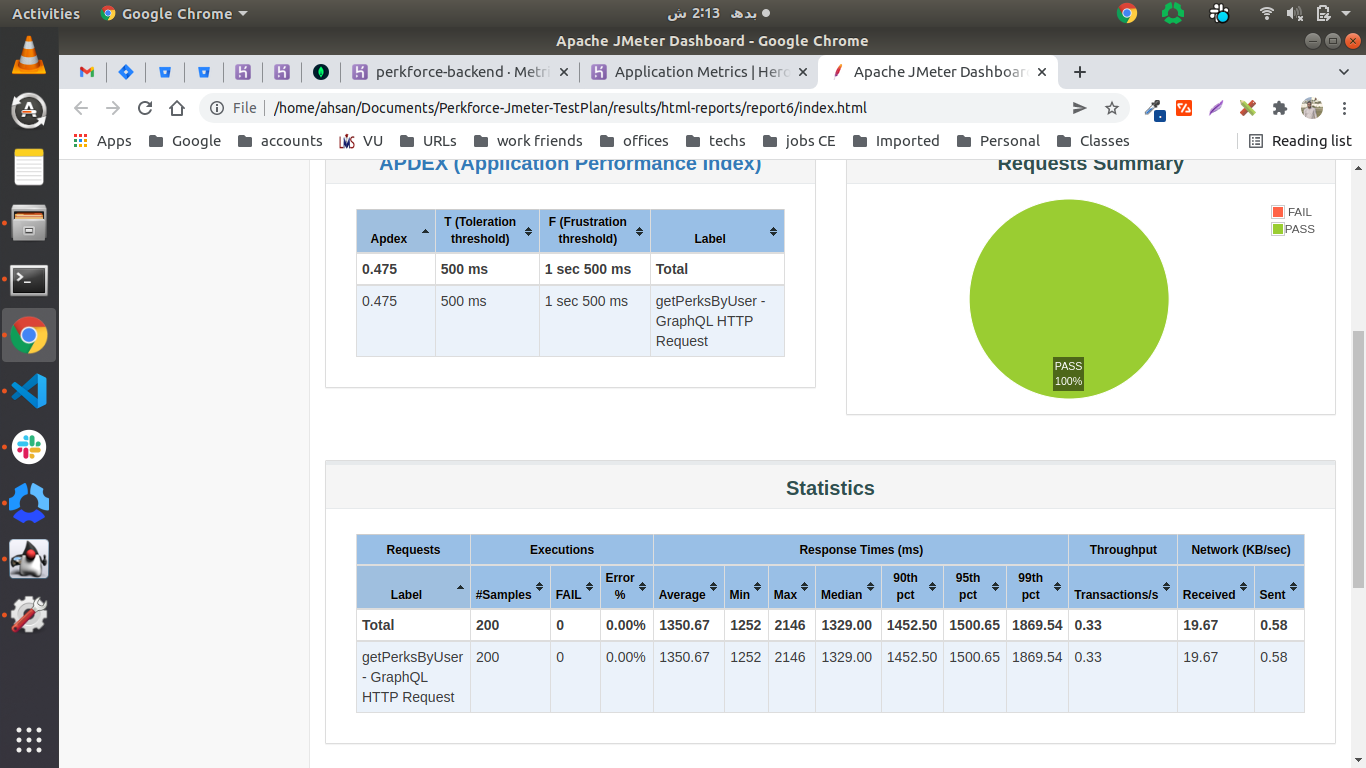 Activities Google Chrome بدھ 2:13 ش
Apache JMeter Dashboard - Google Chrome
perkforce-backend · Metri Application Metrics | Hero Apache JMeter Dashboar
File /home/ahsan/Documents/Perkforce-Jmeter-TestPlan/results/html-reports/report6/index.html
Apps Google accounts VU URLs work friends offices techs jobs CE Imported Personal Classes Reading list
APDEX (Application Performance Index)
Apdex T (Toleration threshold) F (Frustration threshold) Label
0.475 500 ms 1 sec 500 ms Total
0.475 500 ms 1 sec 500 ms getPerksByUser - GraphQL HTTP Request
Requests Summary
FAIL
PASS
PASS
100%
Statistics
Requests Executions Response Times (ms) Throughput Network (KB/sec)
Label #Samples FAIL Error % Average Min Max Median 90th pct 95th pct 99th pct Transactions/s Received Sent
Total 200 0 0.00% 1350.67 1252 2146 1329.00 1452.50 1500.65 1869.54 0.33 19.67 0.58
getPerksByUser - GraphQL HTTP Request 200 0 0.00% 1350.67 1252 2146 1329.00 1452.50 1500.65 1869.54 0.33 19.67 0.58